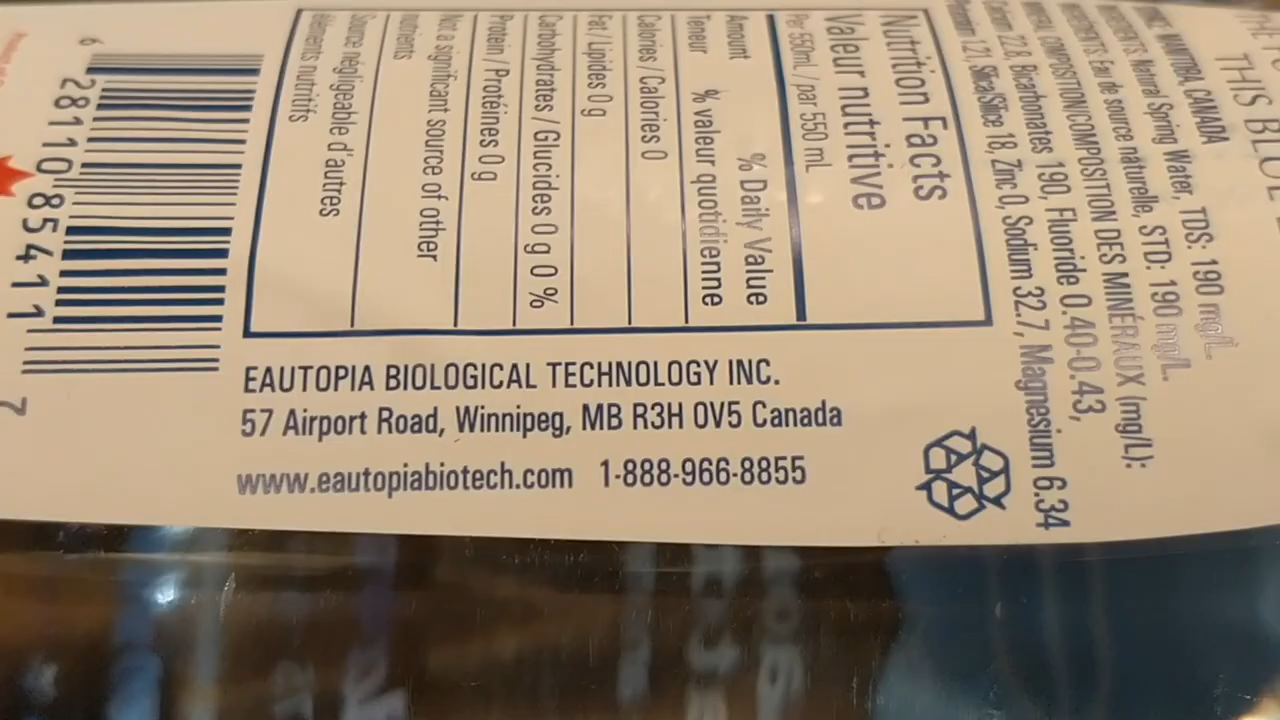 THIS BLUE
MANITOBA, CANADA
Natural Spring Water, TDS: 190 mg/L.
Eau de source naturelle, STD: 190 mg/L.
COMPOSITION/COMPOSITION DES MINÉRAUX (mg/L):
22.8, Bicarbonates 190, Fluoride 0.40-0.43,
1.21, Silica/Silice 18, Zinc 0, Sodium 32.7, Magnesium 6.34
Nutrition Facts
Valeur nutritive
Per 550mL / par 550 mL
Amount % Daily Value
Teneur % valeur quotidienne
Calories / Calories 0
Fat / Lipides 0 g
Carbohydrates / Glucides 0 g 0 %
Protein / Protéines 0 g
Not a significant source of other
nutrients
Source négligeable d'autres
éléments nutritifs
6 28110 85411 7
EAUTOPIA BIOLOGICAL TECHNOLOGY INC.
57 Airport Road, Winnipeg, MB R3H 0V5 Canada
www.eautopiabiotech.com 1-888-966-8855